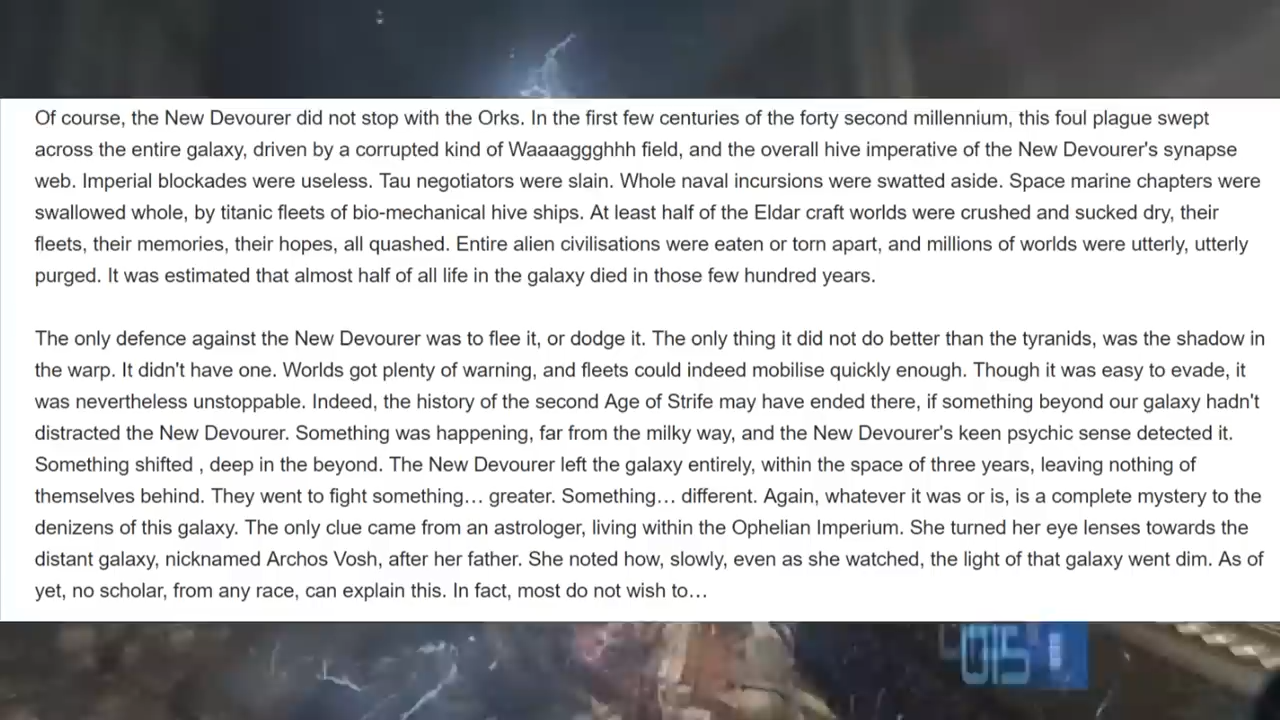 Of course, the New Devourer did not stop with the Orks. In the first few centuries of the forty second millennium, this foul plague swept
across the entire galaxy, driven by a corrupted kind of Waaaaggghhh field, and the overall hive imperative of the New Devourer's synapse
web. Imperial blockades were useless. Tau negotiators were slain. Whole naval incursions were swatted aside. Space marine chapters were
swallowed whole, by titanic fleets of bio-mechanical hive ships. At least half of the Eldar craft worlds were crushed and sucked dry, their
fleets, their memories, their hopes, all quashed. Entire alien civilisations were eaten or torn apart, and millions of worlds were utterly, utterly
purged. It was estimated that almost half of all life in the galaxy died in those few hundred years.
The only defence against the New Devourer was to flee it, or dodge it. The only thing it did not do better than the tyranids, was the shadow in
the warp. It didn't have one. Worlds got plenty of warning, and fleets could indeed mobilise quickly enough. Though it was easy to evade, it
was nevertheless unstoppable. Indeed, the history of the second Age of Strife may have ended there, if something beyond our galaxy hadn't
distracted the New Devourer. Something was happening, far from the milky way, and the New Devourer's keen psychic sense detected it.
Something shifted , deep in the beyond. The New Devourer left the galaxy entirely, within the space of three years, leaving nothing of
themselves behind. They went to fight something… greater. Something… different. Again, whatever it was or is, is a complete mystery to the
denizens of this galaxy. The only clue came from an astrologer, living within the Ophelian Imperium. She turned her eye lenses towards the
distant galaxy, nicknamed Archos Vosh, after her father. She noted how, slowly, even as she watched, the light of that galaxy went dim. As of
yet, no scholar, from any race, can explain this. In fact, most do not wish to…